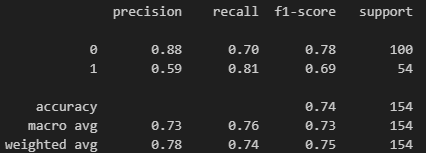 precision recall f1-score support
0 0.88 0.70 0.78 100
1 0.59 0.81 0.69 54
accuracy 0.74 154
macro avg 0.73 0.76 0.73 154
weighted avg 0.78 0.74 0.75 154